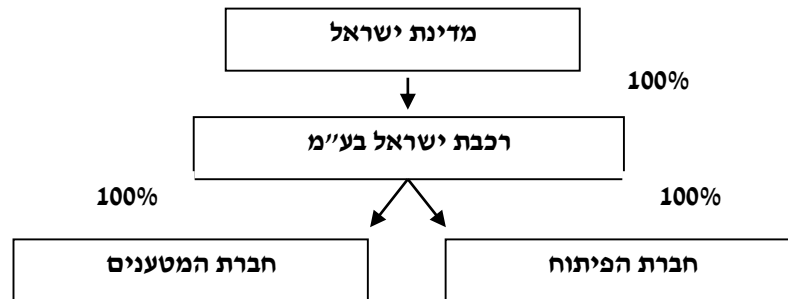 מדינת ישראל
100%
רכבת ישראל בע״מ
100%
100%
חברת הפיתוח
חברת המטענים